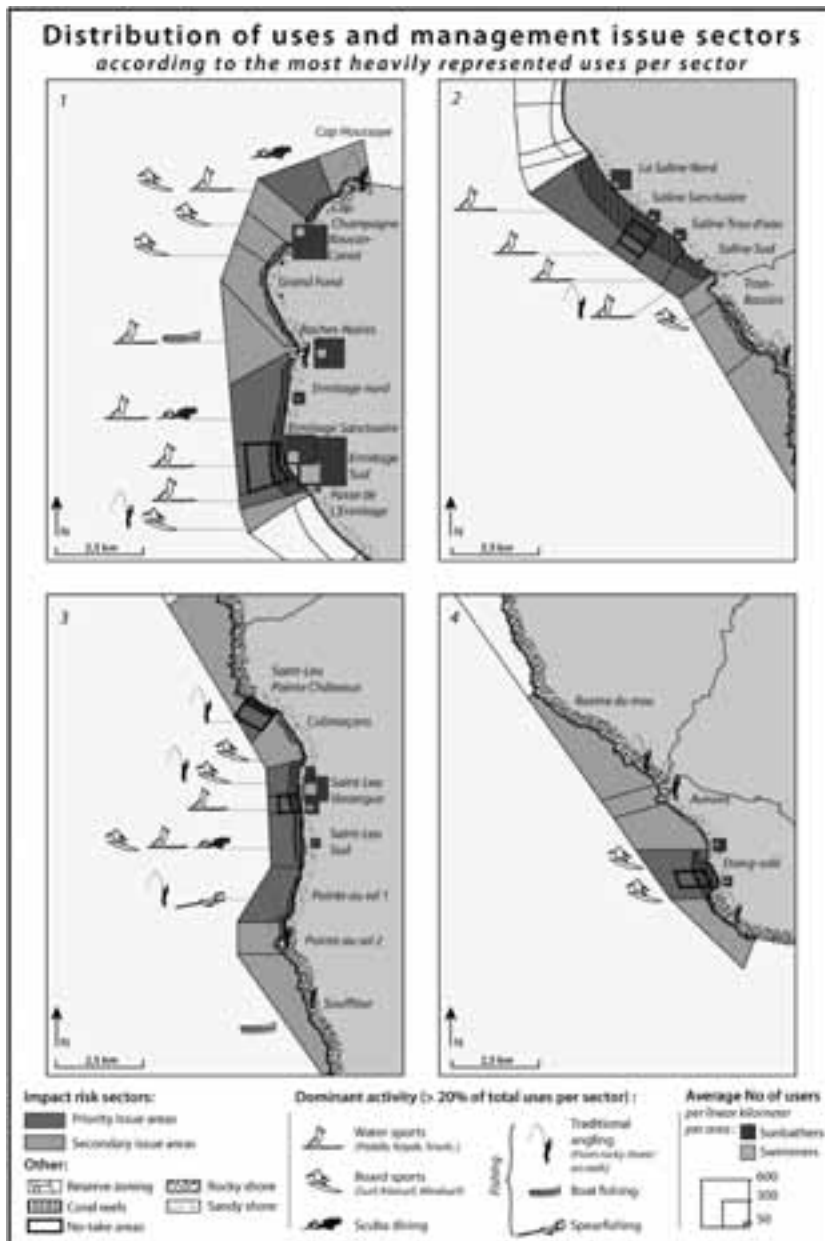 Distribution of uses and management issue sectors
according to the most heavily represented uses per sector
1
Cap Houssaye
Cap
Champagne
Boucan-
Canot
Grand Fond
Roches-Noires
Ermitage nord
Ermitage Sanctuaire
Ermitage
Sud
Passe de
L'Ermitage
N
2,5 km
2
La Saline-Nord
Saline Sanctuaire
Saline Trou d'eau
Saline-Sud
Trois-
Bassins
N
2,5 km
3
Saint-Leu
Pointe Château
Colimaçons
Saint-Leu
Varangue
Saint-Leu
Sud
Pointe-au-sel 1
Pointe-au-sel 2
Souffleur
N
2,5 km
4
Ravine du mou
Avirons
Etang-salé
N
2,5 km
Impact risk sectors:
Priority issue areas
Secondary issue areas
Other:
Reserve zoning
Rocky shore
Coral reefs
Sandy shore
No-take areas
Dominant activity (> 20% of total uses per sector) :
Water sports
Board sports
Scuba diving
Fishing
Traditional
angling
Boat fishing
Spearfishing
Average No of users
per linear kilometer
per area :
Sunbathers
Swimmers
600
300
50